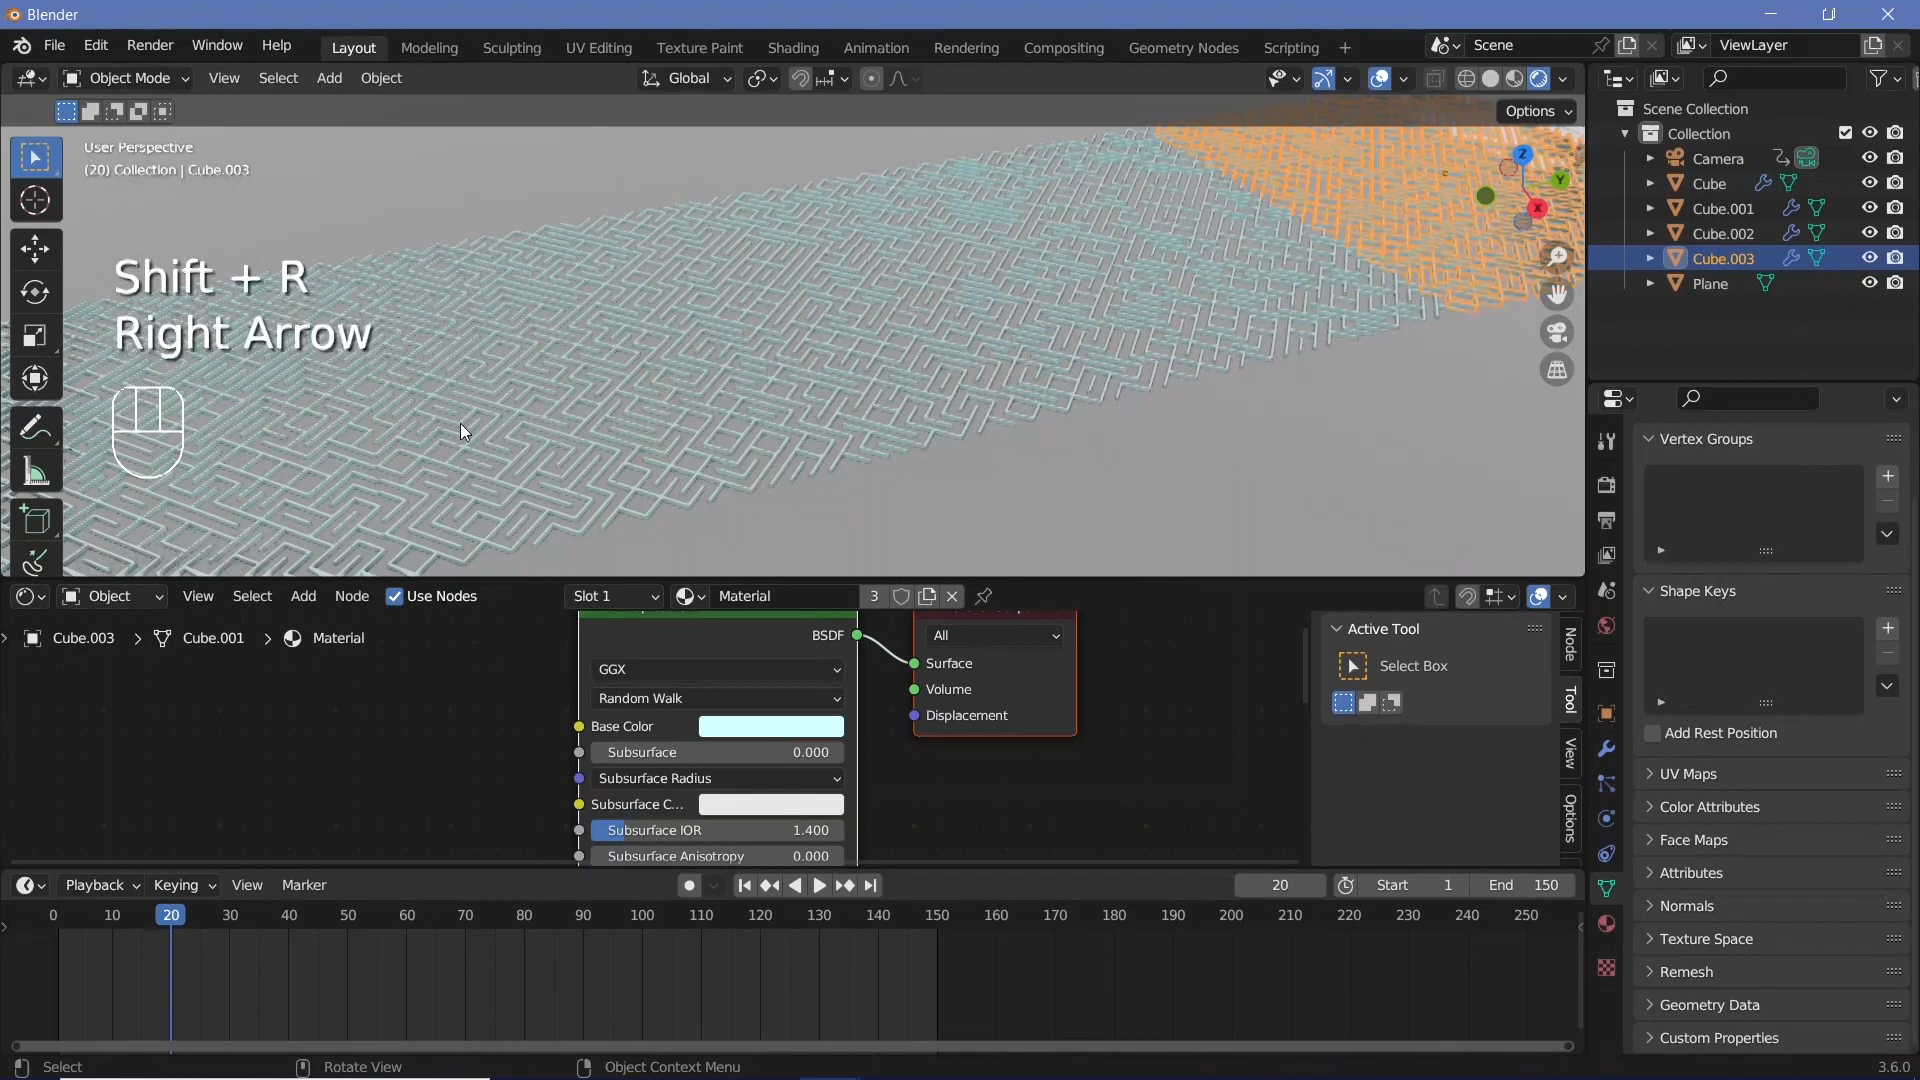 Blender
File Edit Render Window Help Layout Modeling Sculpting UV Editing Texture Paint Shading Animation Rendering Compositing Geometry Nodes Scripting + Scene ViewLayer
Object Mode View Select Add Object Global
Options
User Perspective
(20) Collection | Cube.003
Shift + R
Right Arrow
Z
Y
X
Scene Collection
Collection
Camera
Cube
Cube.001
Cube.002
Cube.003
Plane
Vertex Groups
Shape Keys
Add Rest Position
UV Maps
Color Attributes
Face Maps
Attributes
Normals
Texture Space
Remesh
Geometry Data
Custom Properties
Object View Select Add Node Use Nodes Slot 1 Material 3
Cube.003 > Cube.001 > Material
BSDF
GGX
Random Walk
Base Color
Subsurface 0.000
Subsurface Radius
Subsurface C...
Subsurface IOR 1.400
Subsurface Anisotropy 0.000
All
Surface
Volume
Displacement
Active Tool
Select Box
Node
Tool
View
Options
Playback Keying View Marker 20 Start 1 End 150
0 10 20 30 40 50 60 70 80 90 100 110 120 130 140 150 160 170 180 190 200 210 220 230 240 250
Select Rotate View Object Context Menu 3.6.0